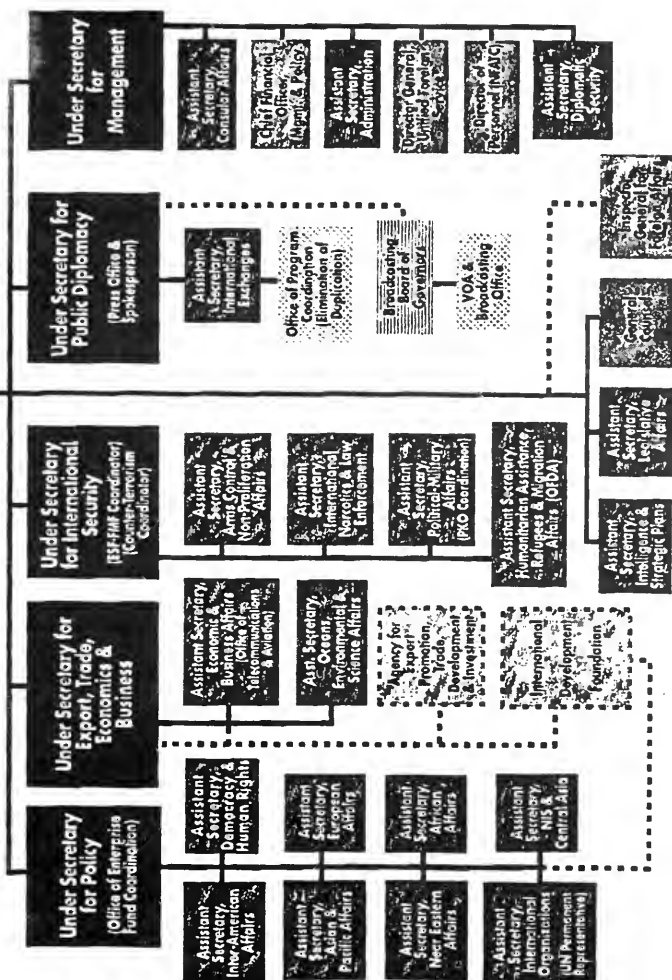 Under Secretary
for Policy
(Office of Enterprise
Fund Coordination)
Assistant
Secretary,
Inter-American
Affairs
Assistant
Secretary,
Democracy &
Human Rights
Assistant
Secretary,
Asian &
Pacific Affairs
Assistant
Secretary,
European
Affairs
Assistant
Secretary,
Near Eastern
Affairs
Assistant
Secretary,
African
Affairs
Assistant
Secretary,
International
Organizations
(UN Permanent
Representative)
Assistant
Secretary,
NIS &
Central Asia
Under Secretary for
Export, Trade,
Economics &
Business
Assistant Secretary,
Economic &
Business Affairs
(Office of
Telecommunications
& Aviation)
Asst. Secretary,
Oceans,
Environmental &
Science Affairs
Agency for
Export
Promotion
Trade,
Development
& Investment
International
Development
Foundation
Under Secretary
for International
Security
(ESF-FMF Coordinator)
(Counter-Terrorism
Coordinator)
Assistant
Secretary,
Arms Control &
Non-Proliferation
Affairs
Assistant
Secretary,
International
Narcotics & Law
Enforcement
Assistant
Secretary,
Political-Military
Affairs
(PKO Coordination)
Assistant Secretary,
Humanitarian Assistance,
Refugees & Migration
Affairs (OFDA)
Under Secretary for
Public Diplomacy
(Press Office &
Spokesperson)
Assistant
Secretary,
International
Exchanges
Office of Program
Coordination
(Elimination of
Duplication)
Broadcasting
Board of
Governors
VOA &
Broadcasting
Office
Under Secretary
for
Management
Assistant
Secretary,
Consular Affairs
Chief Financial
Officer,
& Policy
Assistant
Secretary,
Administration
Director General,
Unified Foreign
Service
Director of
Personnel (NFATC)
Assistant
Secretary,
Diplomatic
Security
Assistant
Secretary,
Intelligence &
Strategic Plans
Assistant
Secretary,
Legislative
Affairs
General
Counsel
Inspector
General for
Foreign Affairs